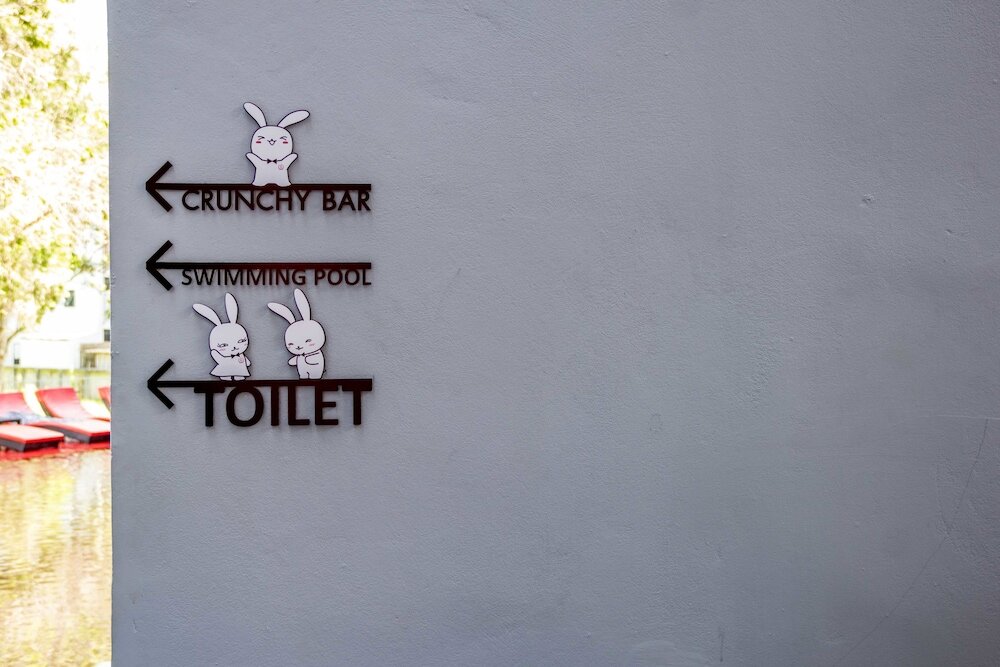 CRUNCHY BAR
SWIMMING POOL
TOILET